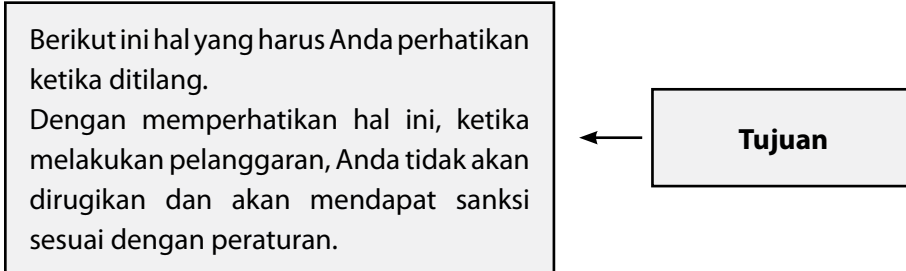 Berikut ini hal yang harus Anda perhatikan
ketika ditilang.
Dengan memperhatikan hal ini, ketika
melakukan pelanggaran, Anda tidak akan
dirugikan dan akan mendapat sanksi
sesuai dengan peraturan.
Tujuan